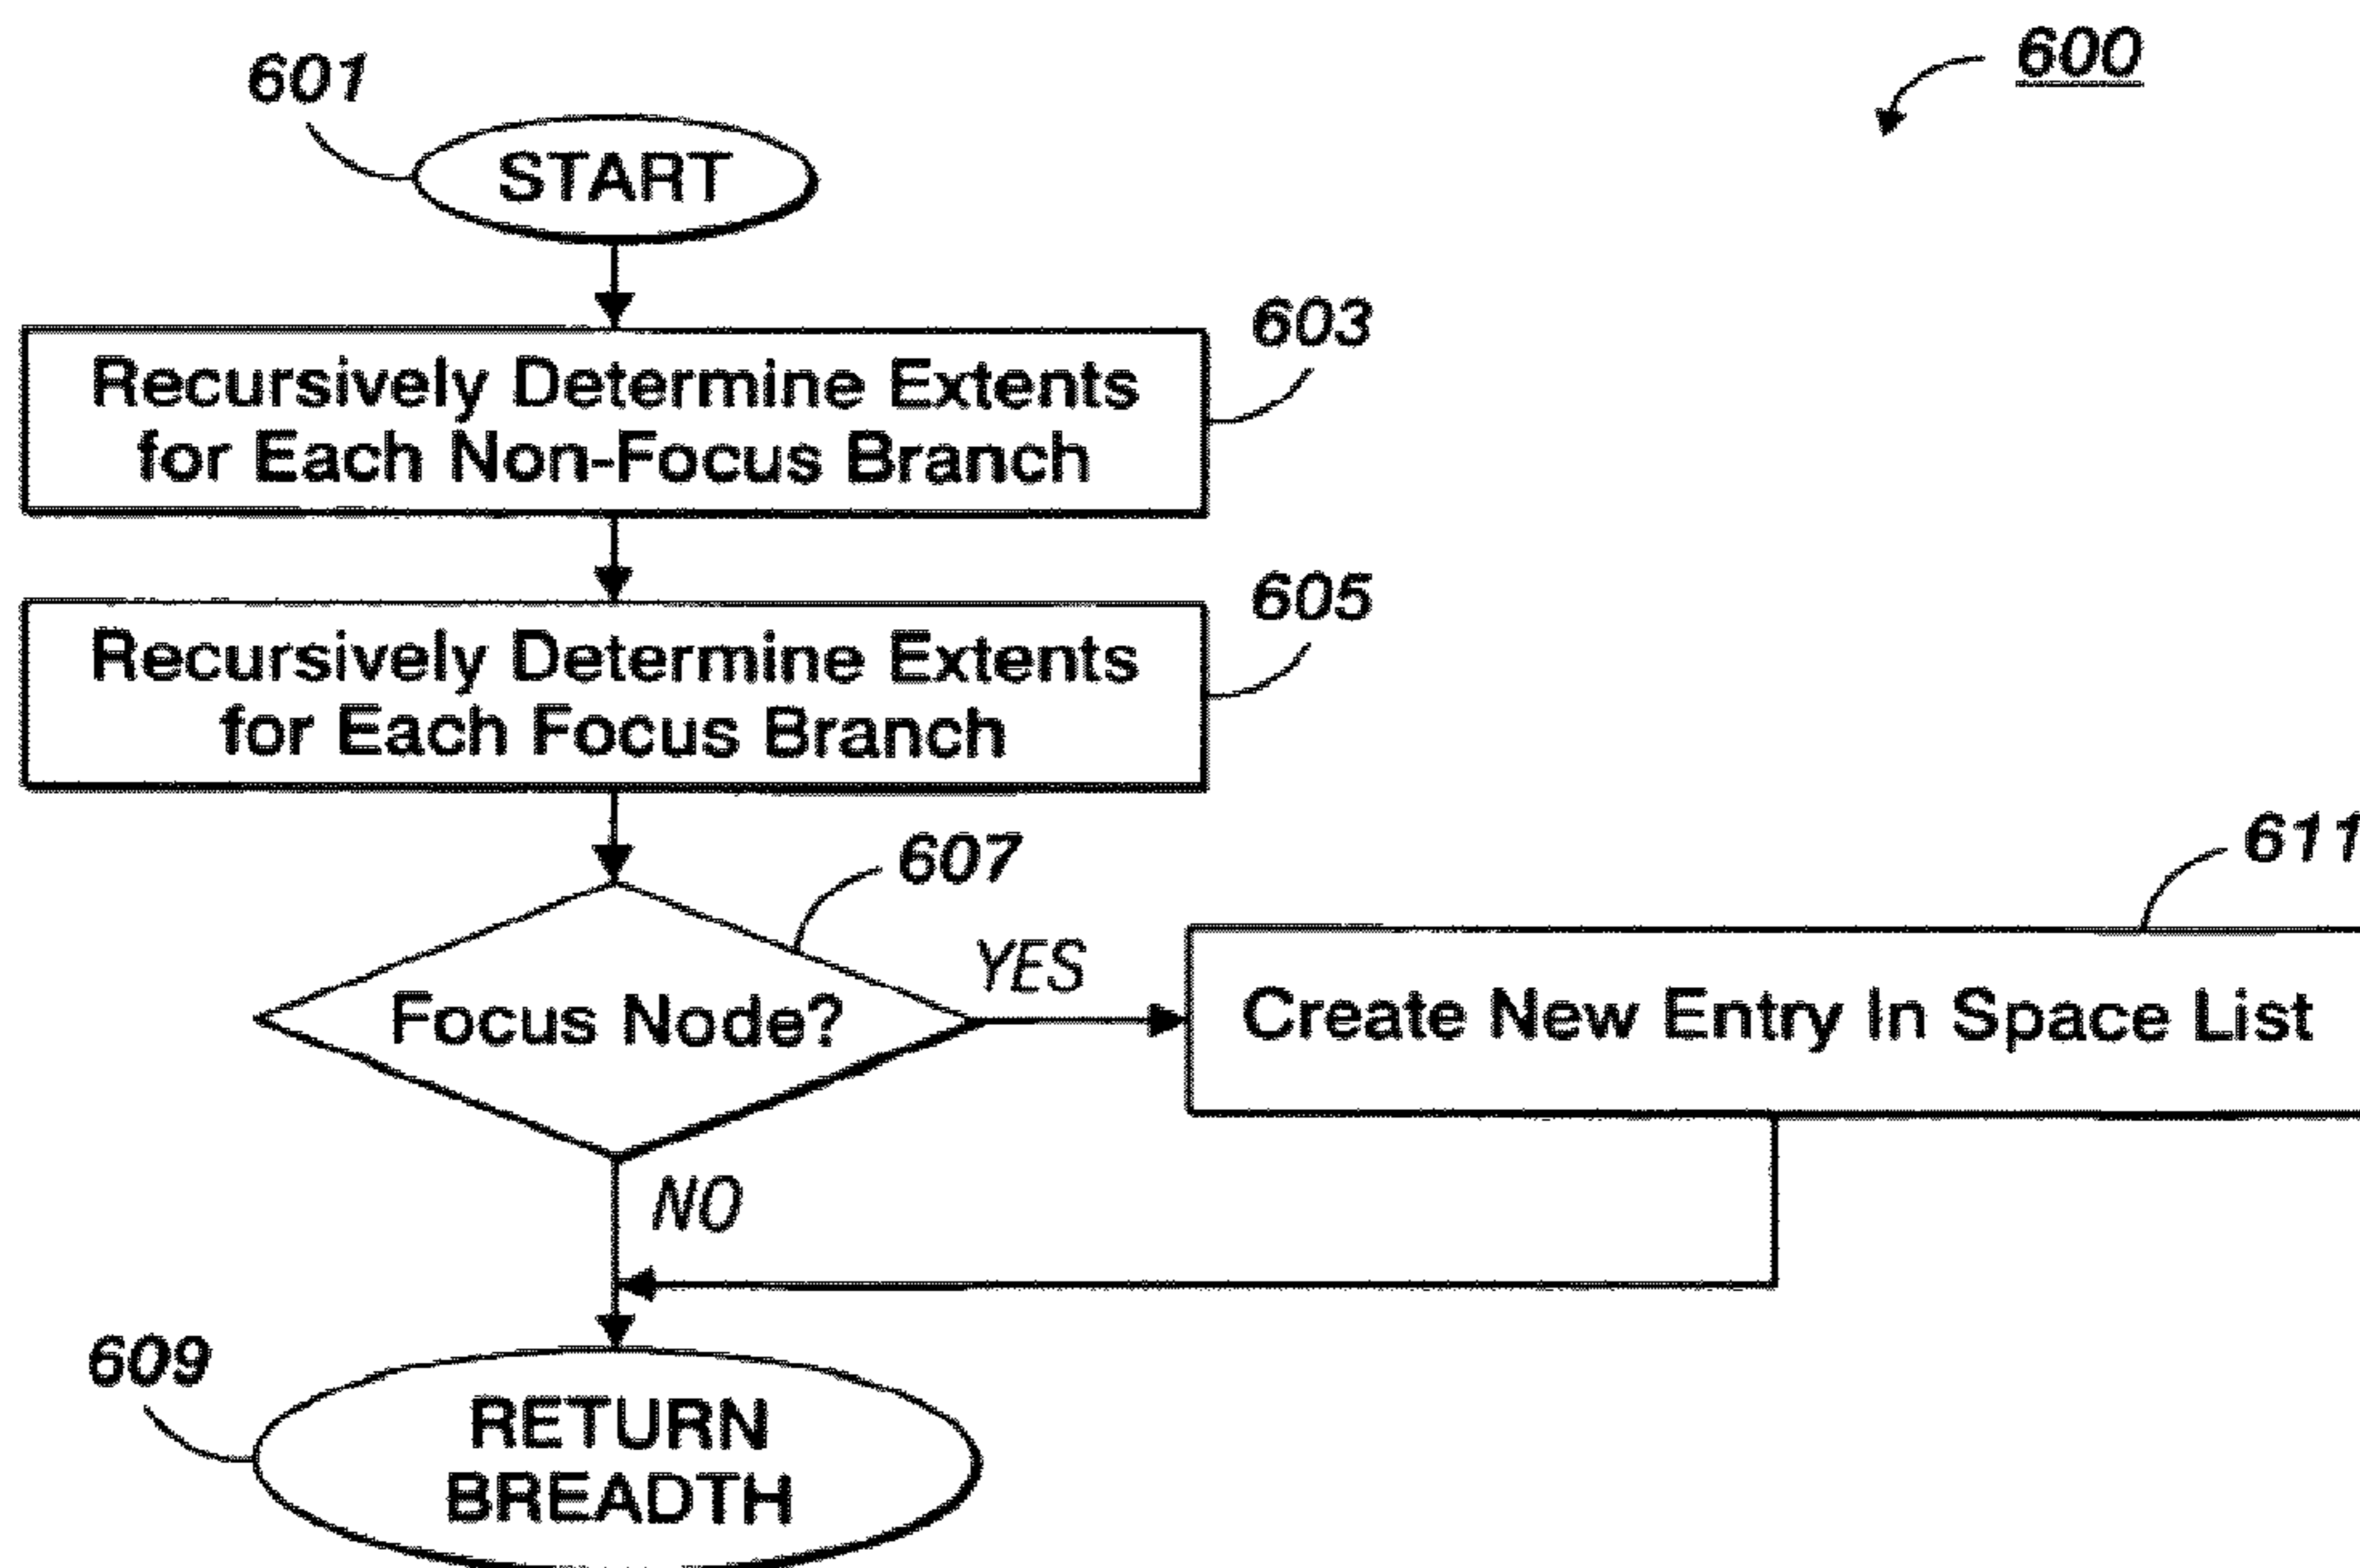 600
601
START
603
Recursively Determine Extents
for Each Non-Focus Branch
605
Recursively Determine Extents
for Each Focus Branch
607
611
Focus Node?
YES
Create New Entry In Space List
NO
609
RETURN
BREADTH